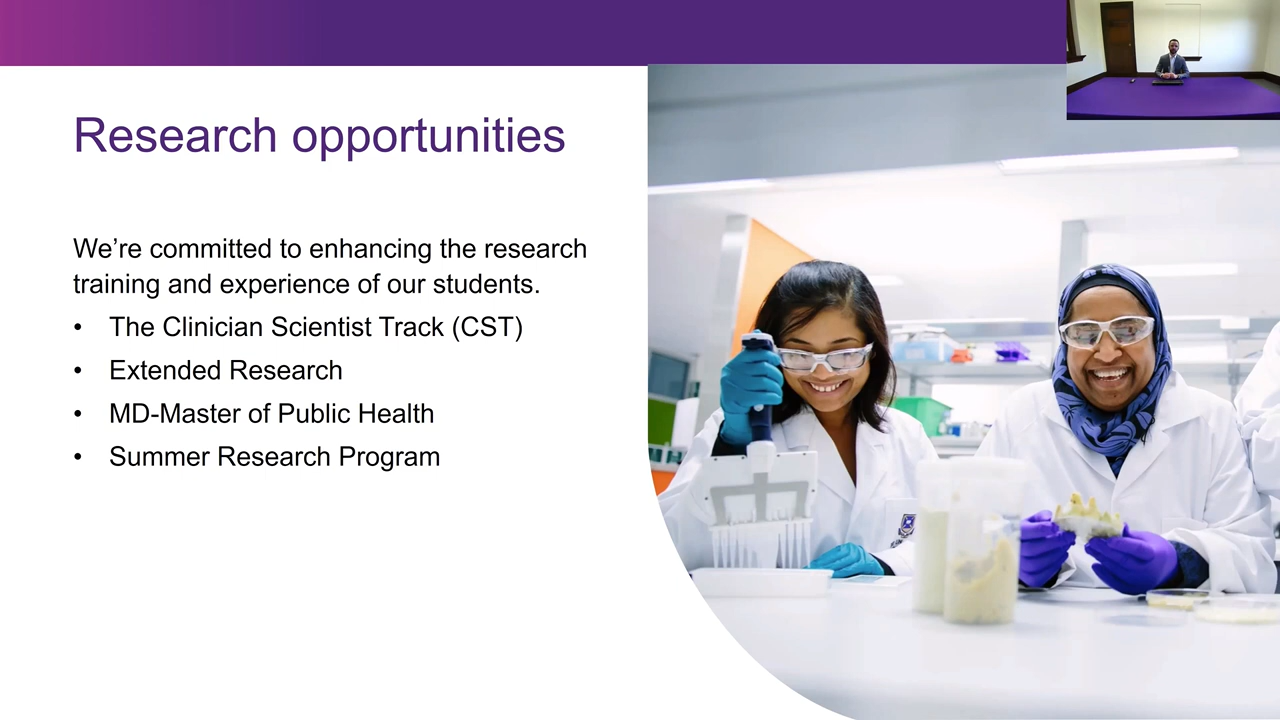 Research opportunities
We’re committed to enhancing the research
training and experience of our students.
• The Clinician Scientist Track (CST)
• Extended Research
• MD-Master of Public Health
• Summer Research Program